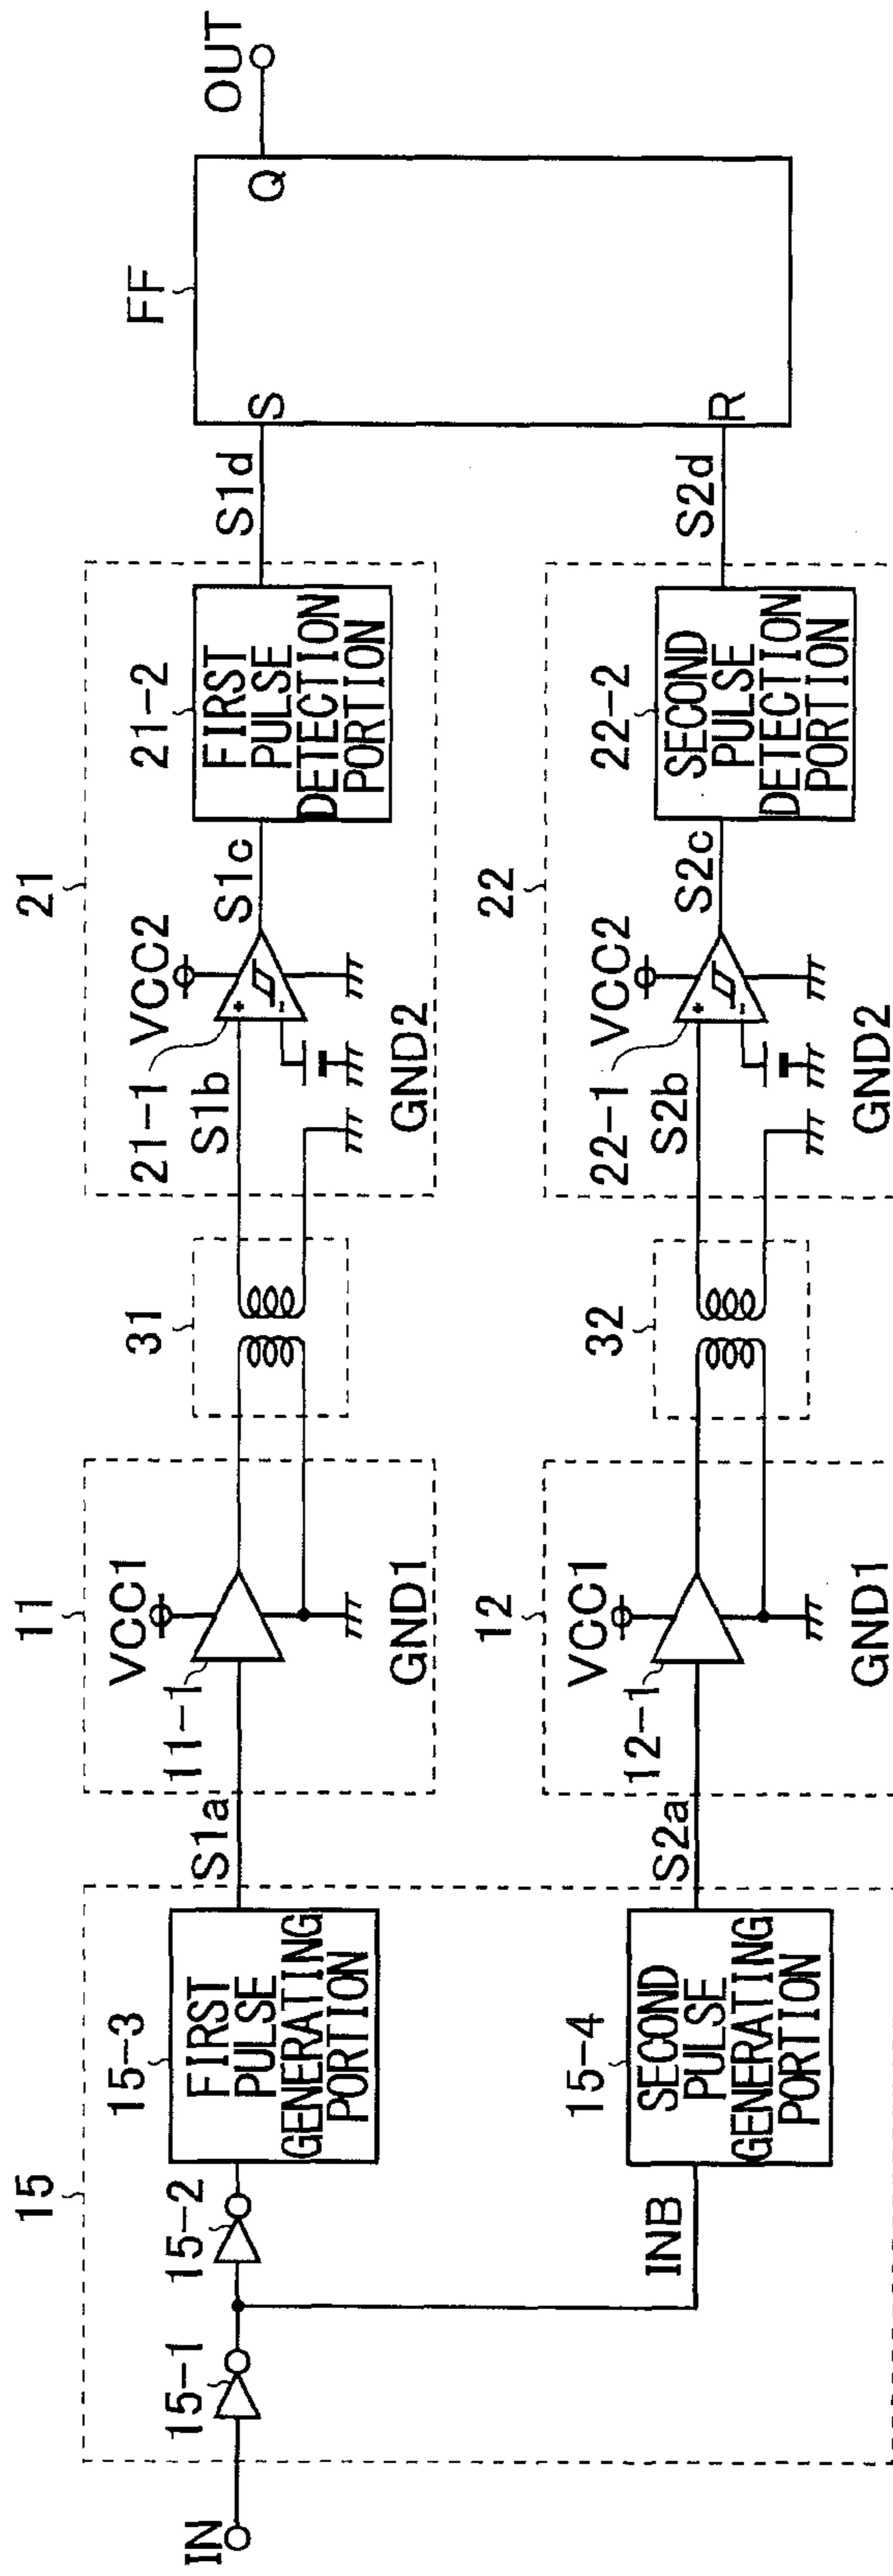 IN
15
15-1
15-2
15-3
FIRST
PULSE
GENERATING
PORTION
INB
15-4
SECOND
PULSE
GENERATING
PORTION
S1a
11
VCC1
11-1
GND1
S2a
12
VCC1
12-1
GND1
31
32
21
VCC2
21-1
S1b
+
-
GND2
S1c
21-2
FIRST
PULSE
DETECTION
PORTION
S1d
22
VCC2
22-1
S2b
+
-
GND2
S2c
22-2
SECOND
PULSE
DETECTION
PORTION
S2d
FF
S
R
Q
OUT